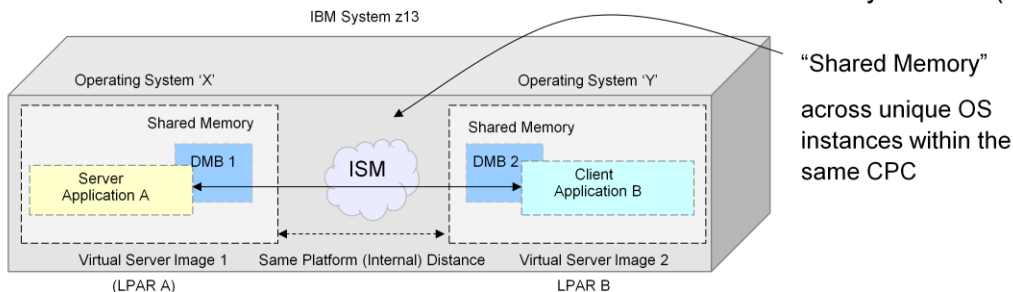 IBM System z13
Operating System 'X'
Operating System 'Y'
Shared Memory
Shared Memory
DMB 1
DMB 2
ISM
Server
Application A
Client
Application B
Virtual Server Image 1
Same Platform (Internal) Distance
Virtual Server Image 2
(LPAR A)
LPAR B
“Shared Memory”
across unique OS
instances within the
same CPC